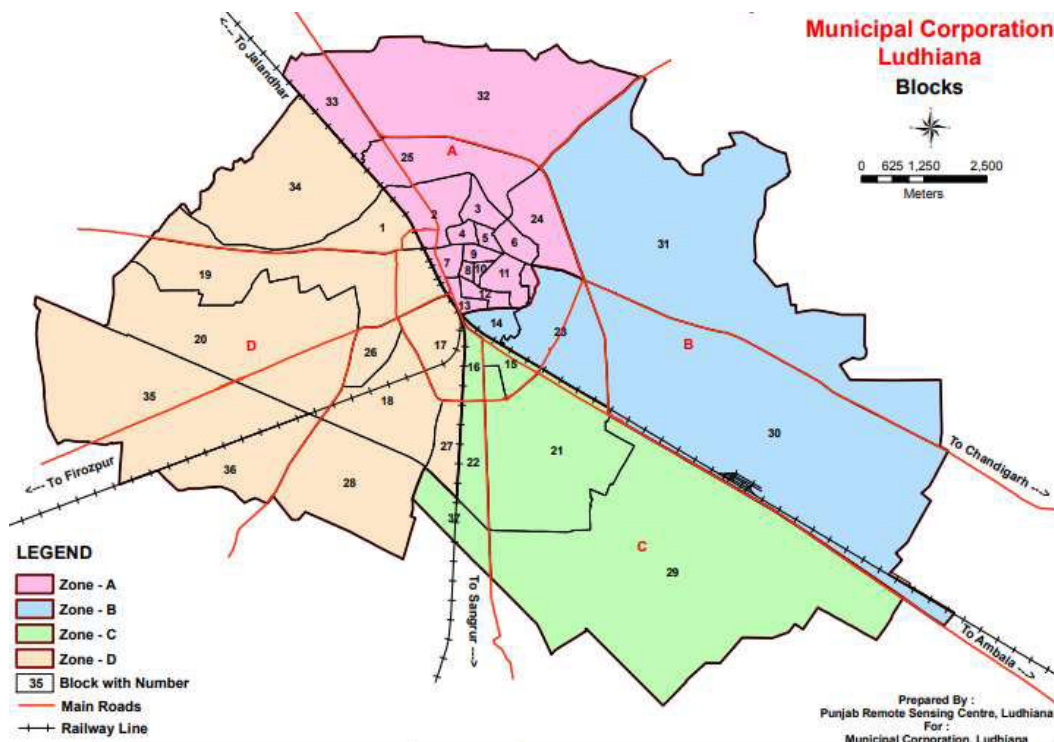 Municipal Corporation
Ludhiana
Blocks
0 625 1,250 2,500
Meters
<--- To Jalandhar
33
32
25
A
34
2
3
24
1
4
5
6
31
19
7
9
8
10
11
12
13
14
23
20
D
26
17
16
15
B
35
18
30
27
21
22
To Chandigarh --->
<--- To Firozpur
36
28
37
C
29
To Sangrur --->
To Ambala --->
LEGEND
Zone - A
Zone - B
Zone - C
Zone - D
35 Block with Number
Main Roads
Railway Line
Prepared By :
Punjab Remote Sensing Centre, Ludhiana
For :
Municipal Corporation, Ludhiana